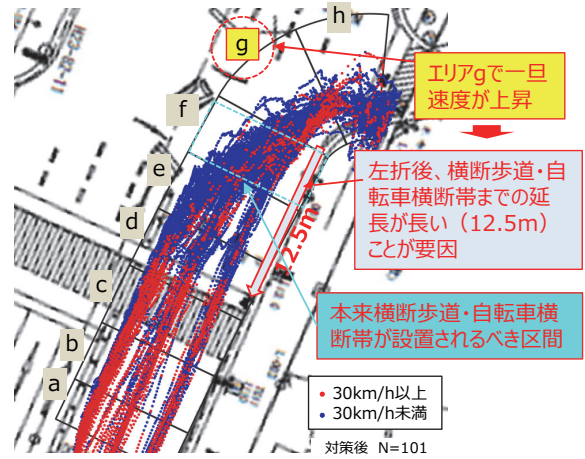 h
g
エリアgで一旦
速度が上昇
f
e
左折後、横断歩道・自
転車横断帯までの延
長が長い（12.5m）
ことが要因
d
12.5m
c
本来横断歩道・自転車横
断帯が設置されるべき区間
b
a
30km/h以上
30km/h未満
対策後 N=101